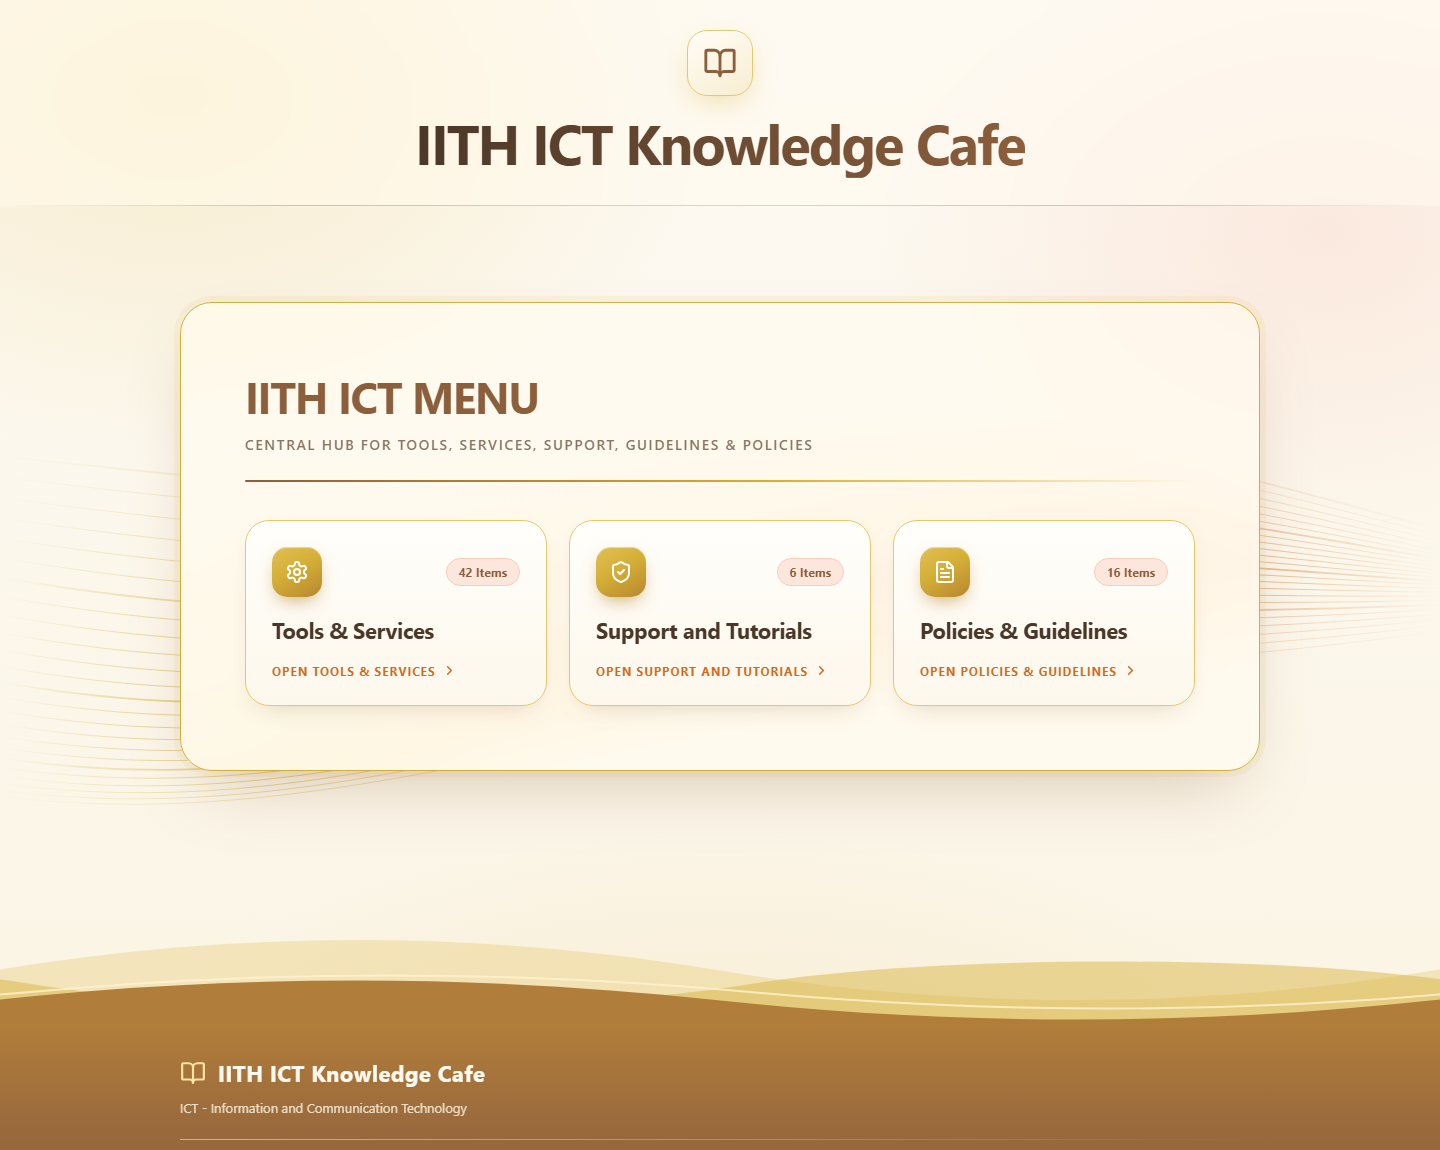 IITH ICT Knowledge Cafe
IITH ICT MENU
CENTRAL HUB FOR TOOLS, SERVICES, SUPPORT, GUIDELINES & POLICIES
42 Items
Tools & Services
OPEN TOOLS & SERVICES
6 Items
Support and Tutorials
OPEN SUPPORT AND TUTORIALS
16 Items
Policies & Guidelines
OPEN POLICIES & GUIDELINES
IITH ICT Knowledge Cafe
ICT - Information and Communication Technology